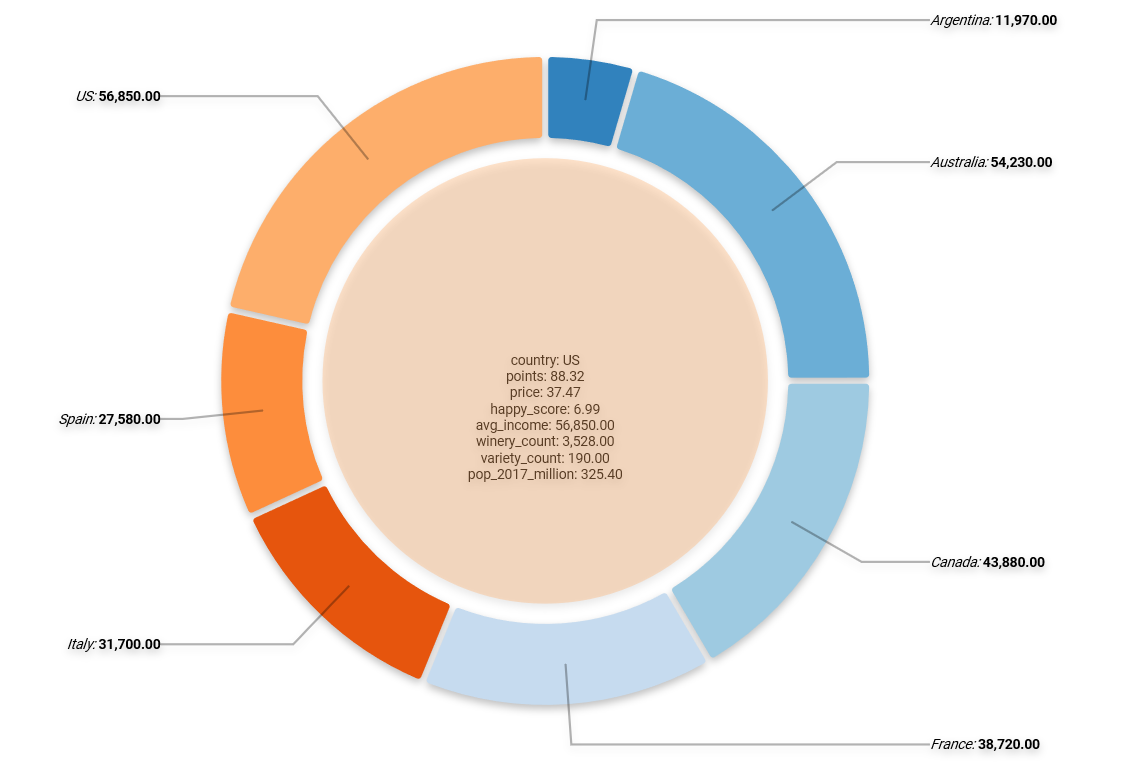 Argentina: 11,970.00
US: 56,850.00
Australia: 54,230.00
country: US
points: 88.32
price: 37.47
happy_score: 6.99
avg_income: 56,850.00
winery_count: 3,528.00
variety_count: 190.00
pop_2017_million: 325.40
Spain: 27,580.00
Canada: 43,880.00
Italy: 31,700.00
France: 38,720.00